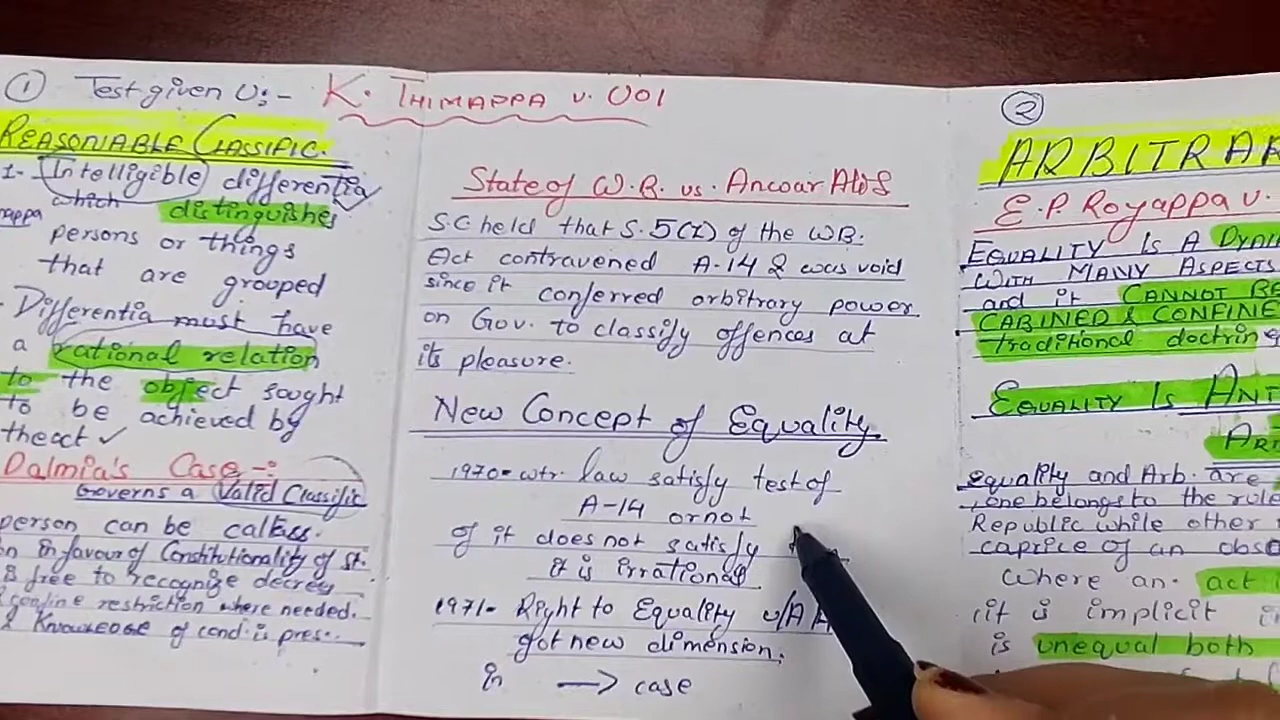 ① Test given U:- K. THIMAPPA v. UOI
REASONABLE CLASSIFIC.
1- Intelligible differentia
which distinguishes
persons or things
that are grouped
Differentia must have
a rational relation
to the object sought
to be achieved by
the act ✓
Dalmia's Case -:
Governs a Valid Classific
person can be called class.
in favour of Constitutionality of St.
is free to recognize decrees
confine restriction where needed.
& Knowledge of cond. is pres.
State of W.B. vs. Anwar Ali S
SC held that S.5(1) of the WB.
Act contravened A-14 & was void
since it conferred arbitrary power
on Gov. to classify offences at
its pleasure.
New Concept of Equality
1970- wtr. law satisfy test of
A-14 or not
if it does not satisfy
it is irrational
1971- Right to Equality u/A
got new dimension.
In → case
②
ARBITRAR
E.P. Royappa v.
EQUALITY IS A DYNA
WITH MANY ASPECTS
and it CANNOT BE
CABINED & CONFINE
traditional doctrine
EQUALITY IS ANT
AR
equality and Arb. are
one belongs to the rule
Republic while other
caprice of an abs
where an act
it is implicit i
is unequal both